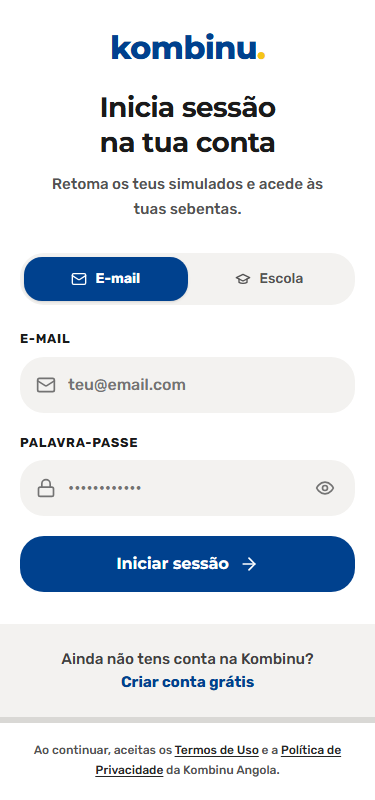 kombinu.
Inicia sessão
na tua conta
Retoma os teus simulados e acede às
tuas sebentas.
E-mail
Escola
E-MAIL
teu@email.com
PALAVRA-PASSE
••••••••••••
Iniciar sessão →
Ainda não tens conta na Kombinu?
Criar conta grátis
Ao continuar, aceitas os Termos de Uso e a Política de
Privacidade da Kombinu Angola.